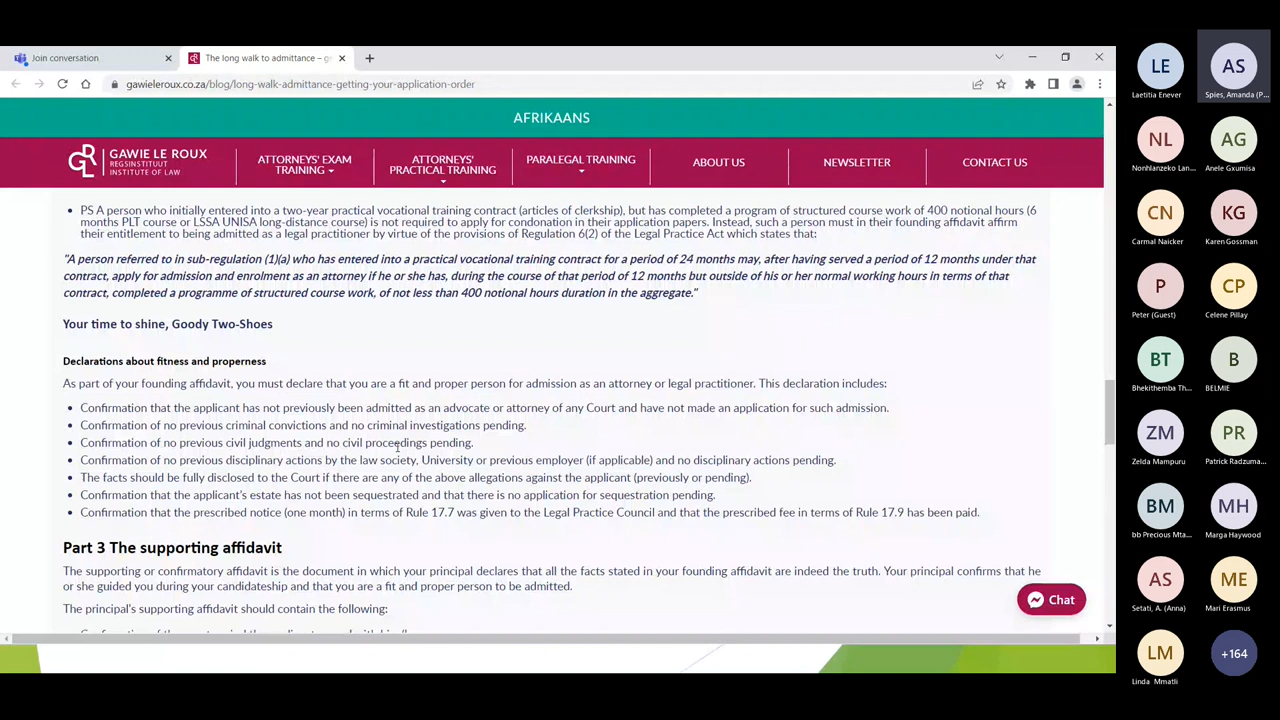 Join conversation
The long walk to admittance – g
gawieleroux.co.za/blog/long-walk-admittance-getting-your-application-order
AFRIKAANS
GLR
GAWIE LE ROUX
REGSINSTITUUT
INSTITUTE OF LAW
ATTORNEYS' EXAM
TRAINING
ATTORNEYS'
PRACTICAL TRAINING
PARALEGAL TRAINING
ABOUT US
NEWSLETTER
CONTACT US
PS A person who initially entered into a two-year practical vocational training contract (articles of clerkship), but has completed a program of structured course work of 400 notional hours (6
months PLT course or LSSA UNISA long-distance course) is not required to apply for condonation in their application papers. Instead, such a person must in their founding affidavit affirm
their entitlement to being admitted as a legal practitioner by virtue of the provisions of Regulation 6(2) of the Legal Practice Act which states that:
"A person referred to in sub-regulation (1)(a) who has entered into a practical vocational training contract for a period of 24 months may, after having served a period of 12 months under that
contract, apply for admission and enrolment as an attorney if he or she has, during the course of that period of 12 months but outside of his or her normal working hours in terms of that
contract, completed a programme of structured course work, of not less than 400 notional hours duration in the aggregate."
Your time to shine, Goody Two-Shoes
Declarations about fitness and properness
As part of your founding affidavit, you must declare that you are a fit and proper person for admission as an attorney or legal practitioner. This declaration includes:
Confirmation that the applicant has not previously been admitted as an advocate or attorney of any Court and have not made an application for such admission.
Confirmation of no previous criminal convictions and no criminal investigations pending.
Confirmation of no previous civil judgments and no civil proceedings pending.
Confirmation of no previous disciplinary actions by the law society, University or previous employer (if applicable) and no disciplinary actions pending.
The facts should be fully disclosed to the Court if there are any of the above allegations against the applicant (previously or pending).
Confirmation that the applicant's estate has not been sequestrated and that there is no application for sequestration pending.
Confirmation that the prescribed notice (one month) in terms of Rule 17.7 was given to the Legal Practice Council and that the prescribed fee in terms of Rule 17.9 has been paid.
Part 3 The supporting affidavit
The supporting or confirmatory affidavit is the document in which your principal declares that all the facts stated in your founding affidavit are indeed the truth. Your principal confirms that he
or she guided you during your candidateship and that you are a fit and proper person to be admitted.
The principal's supporting affidavit should contain the following:
Chat
LE
Laetitia Enever
AS
Spies, Amanda (P...
NL
Nonhlanzeko Lan...
AG
Anele Gxumisa
CN
Carmal Naicker
KG
Karen Gossman
P
Peter (Guest)
CP
Celene Pillay
BT
Bhekithemba Th...
B
BELMIE
ZM
Zelda Mampuru
PR
Patrick Radzuma...
BM
bb Precious Mta...
MH
Marga Haywood
AS
Setati, A. (Anna)
ME
Mari Erasmus
LM
Linda Mmatli
+164